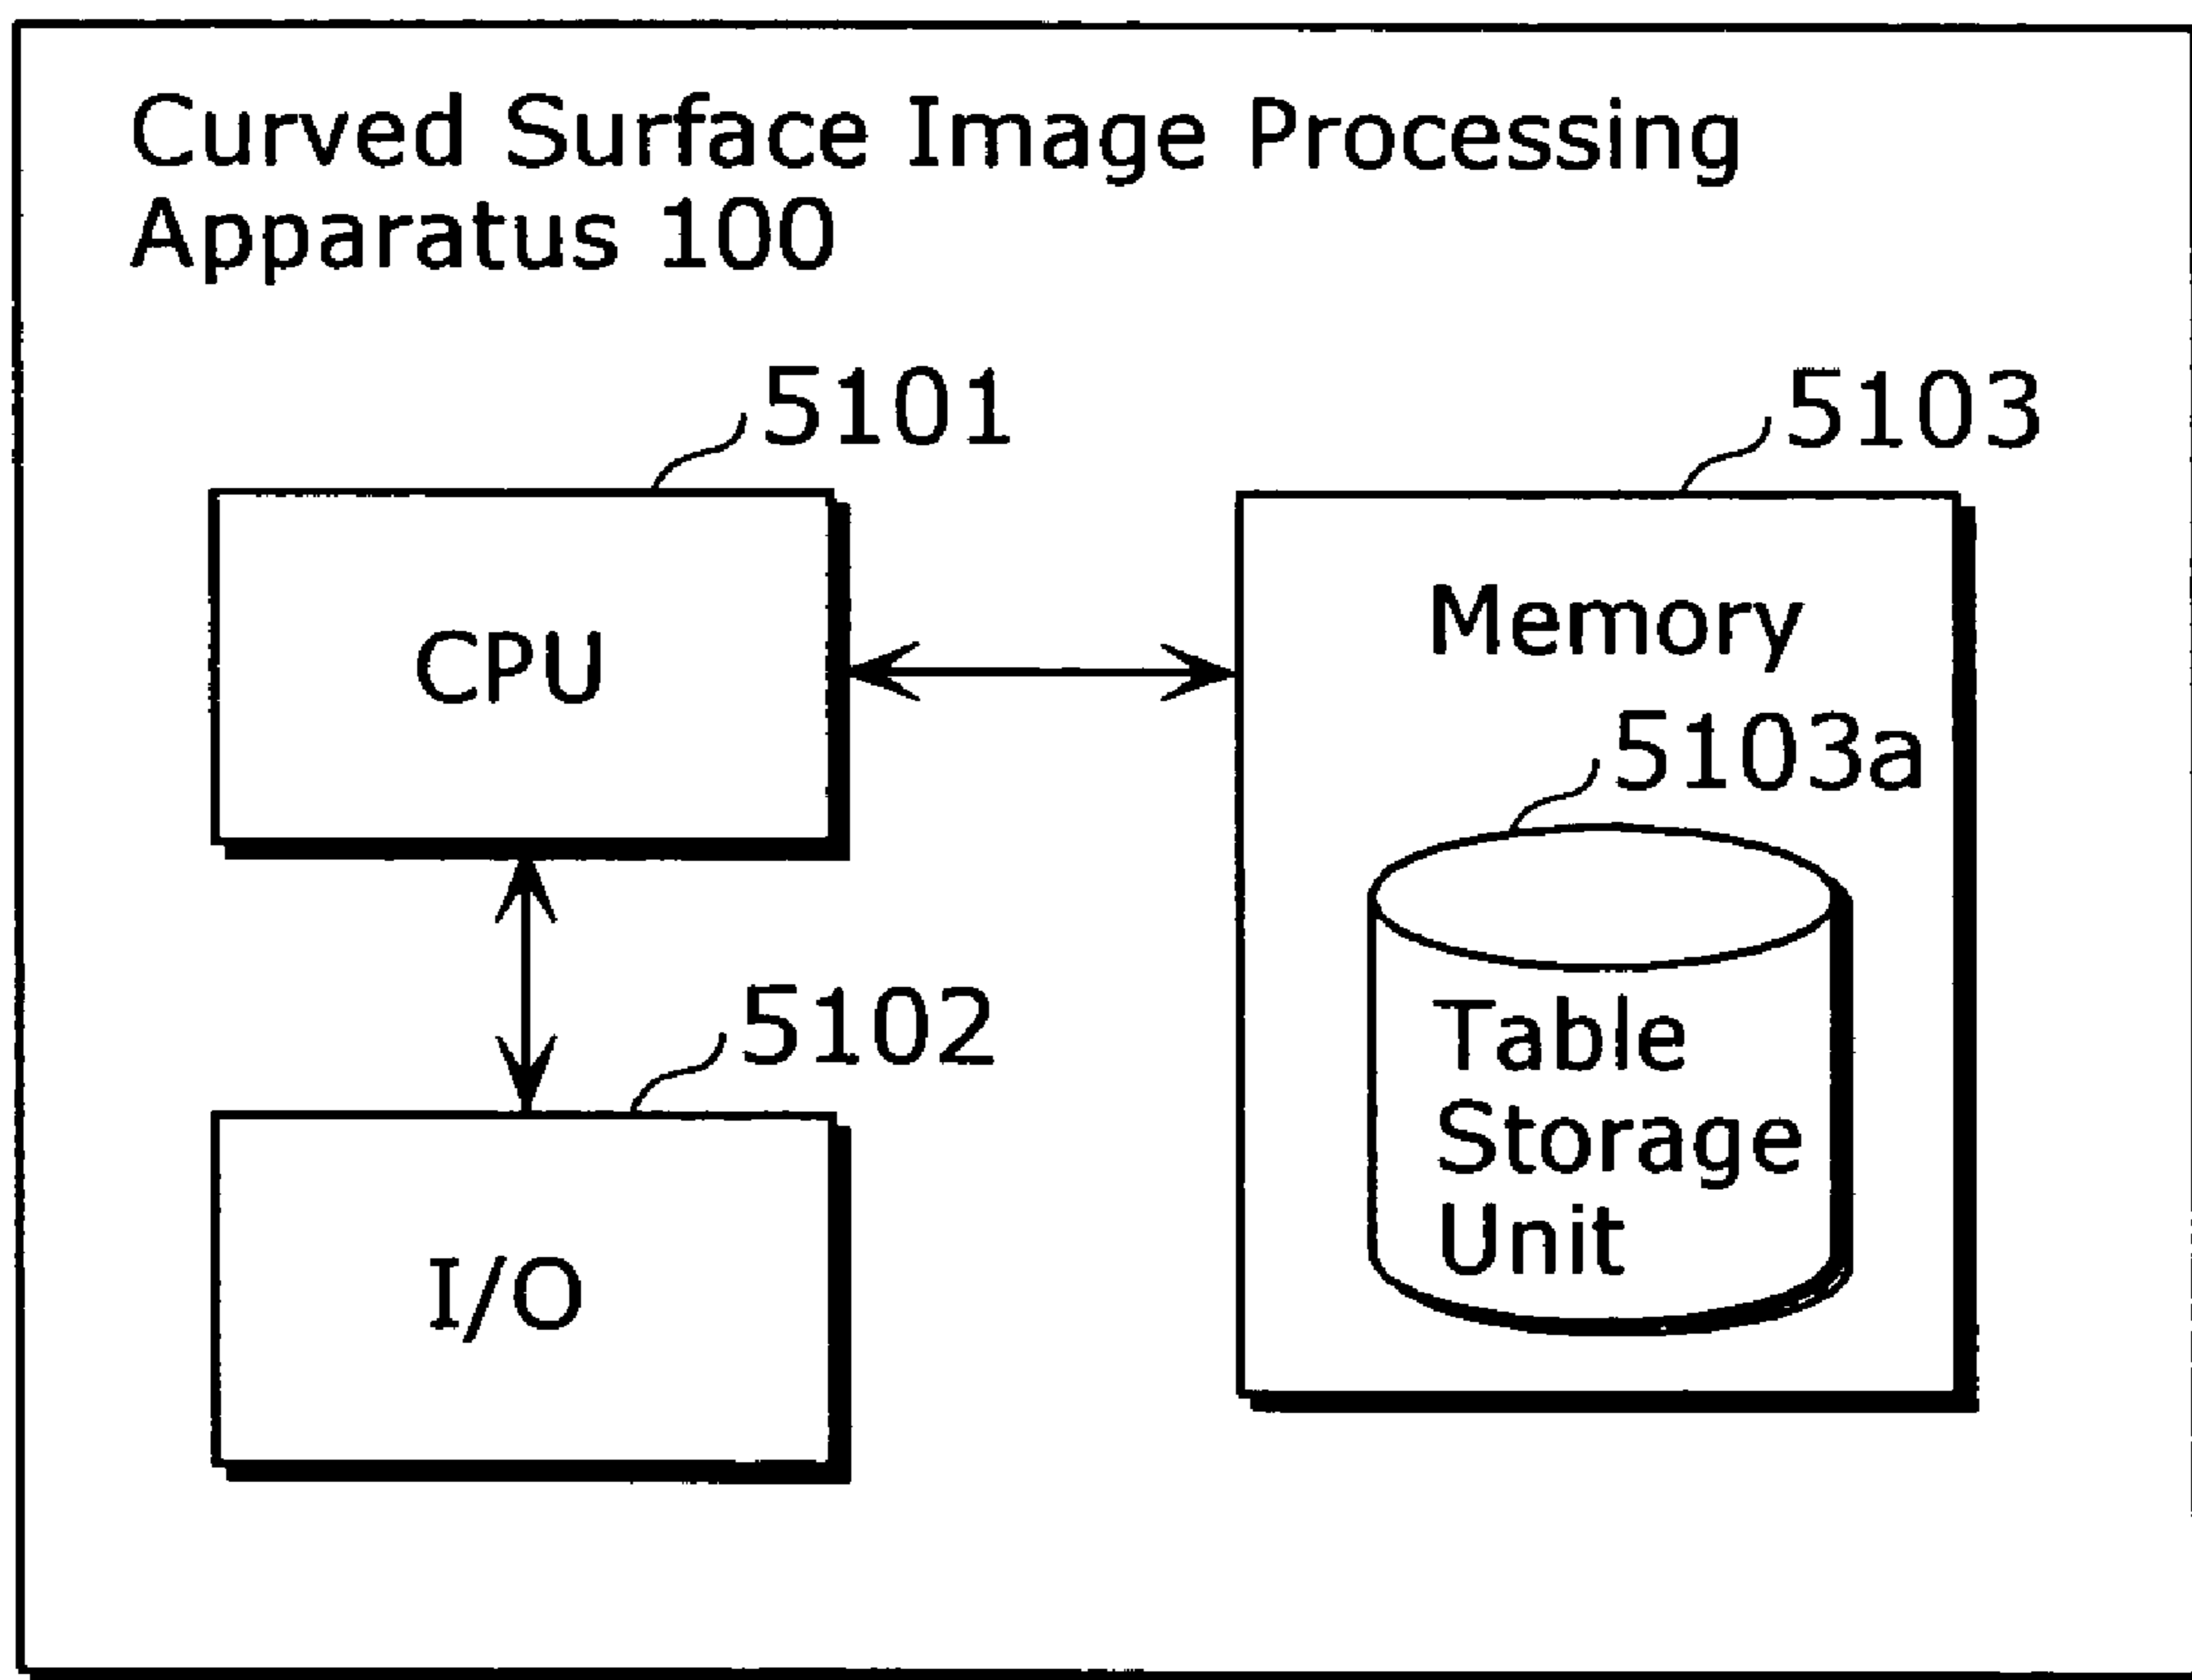 Curved Surface Image Processing
Apparatus 100
5101
5103
CPU
Memory
5103a
5102
Table
Storage
Unit
I/O